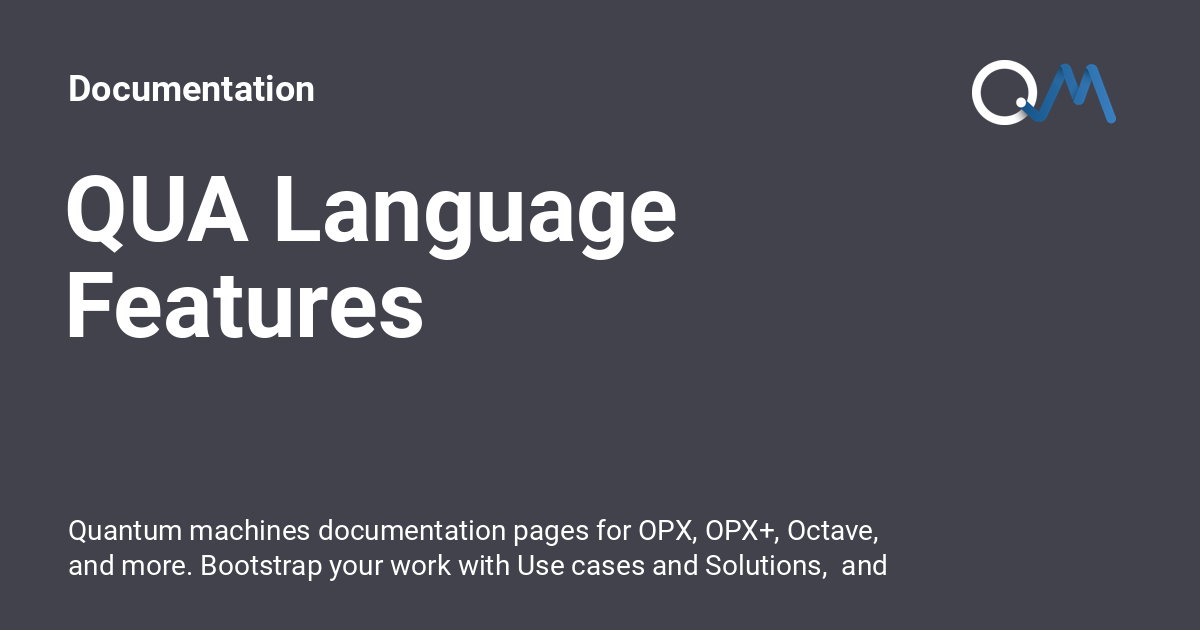 Documentation
QM
QUA Language
Features
Quantum machines documentation pages for OPX, OPX+, Octave,
and more. Bootstrap your work with Use cases and Solutions,  and